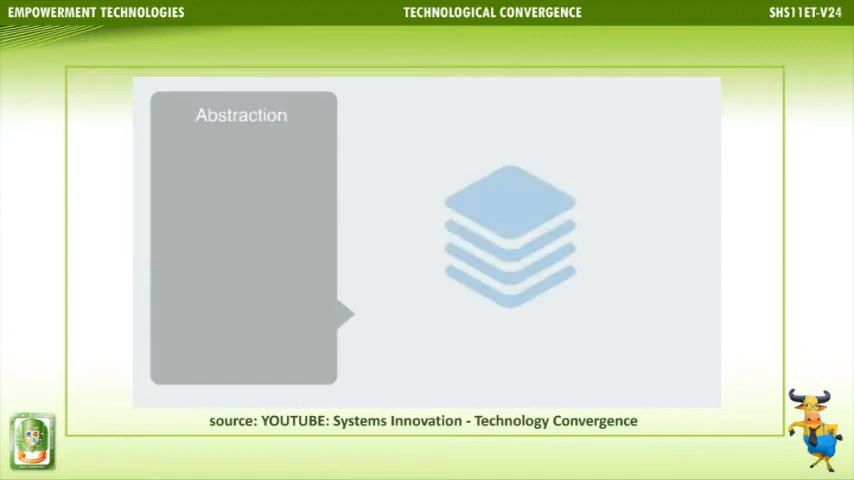 EMPOWERMENT TECHNOLOGIES
TECHNOLOGICAL CONVERGENCE
SHS11ET-V24
Abstraction
source: YOUTUBE: Systems Innovation - Technology Convergence